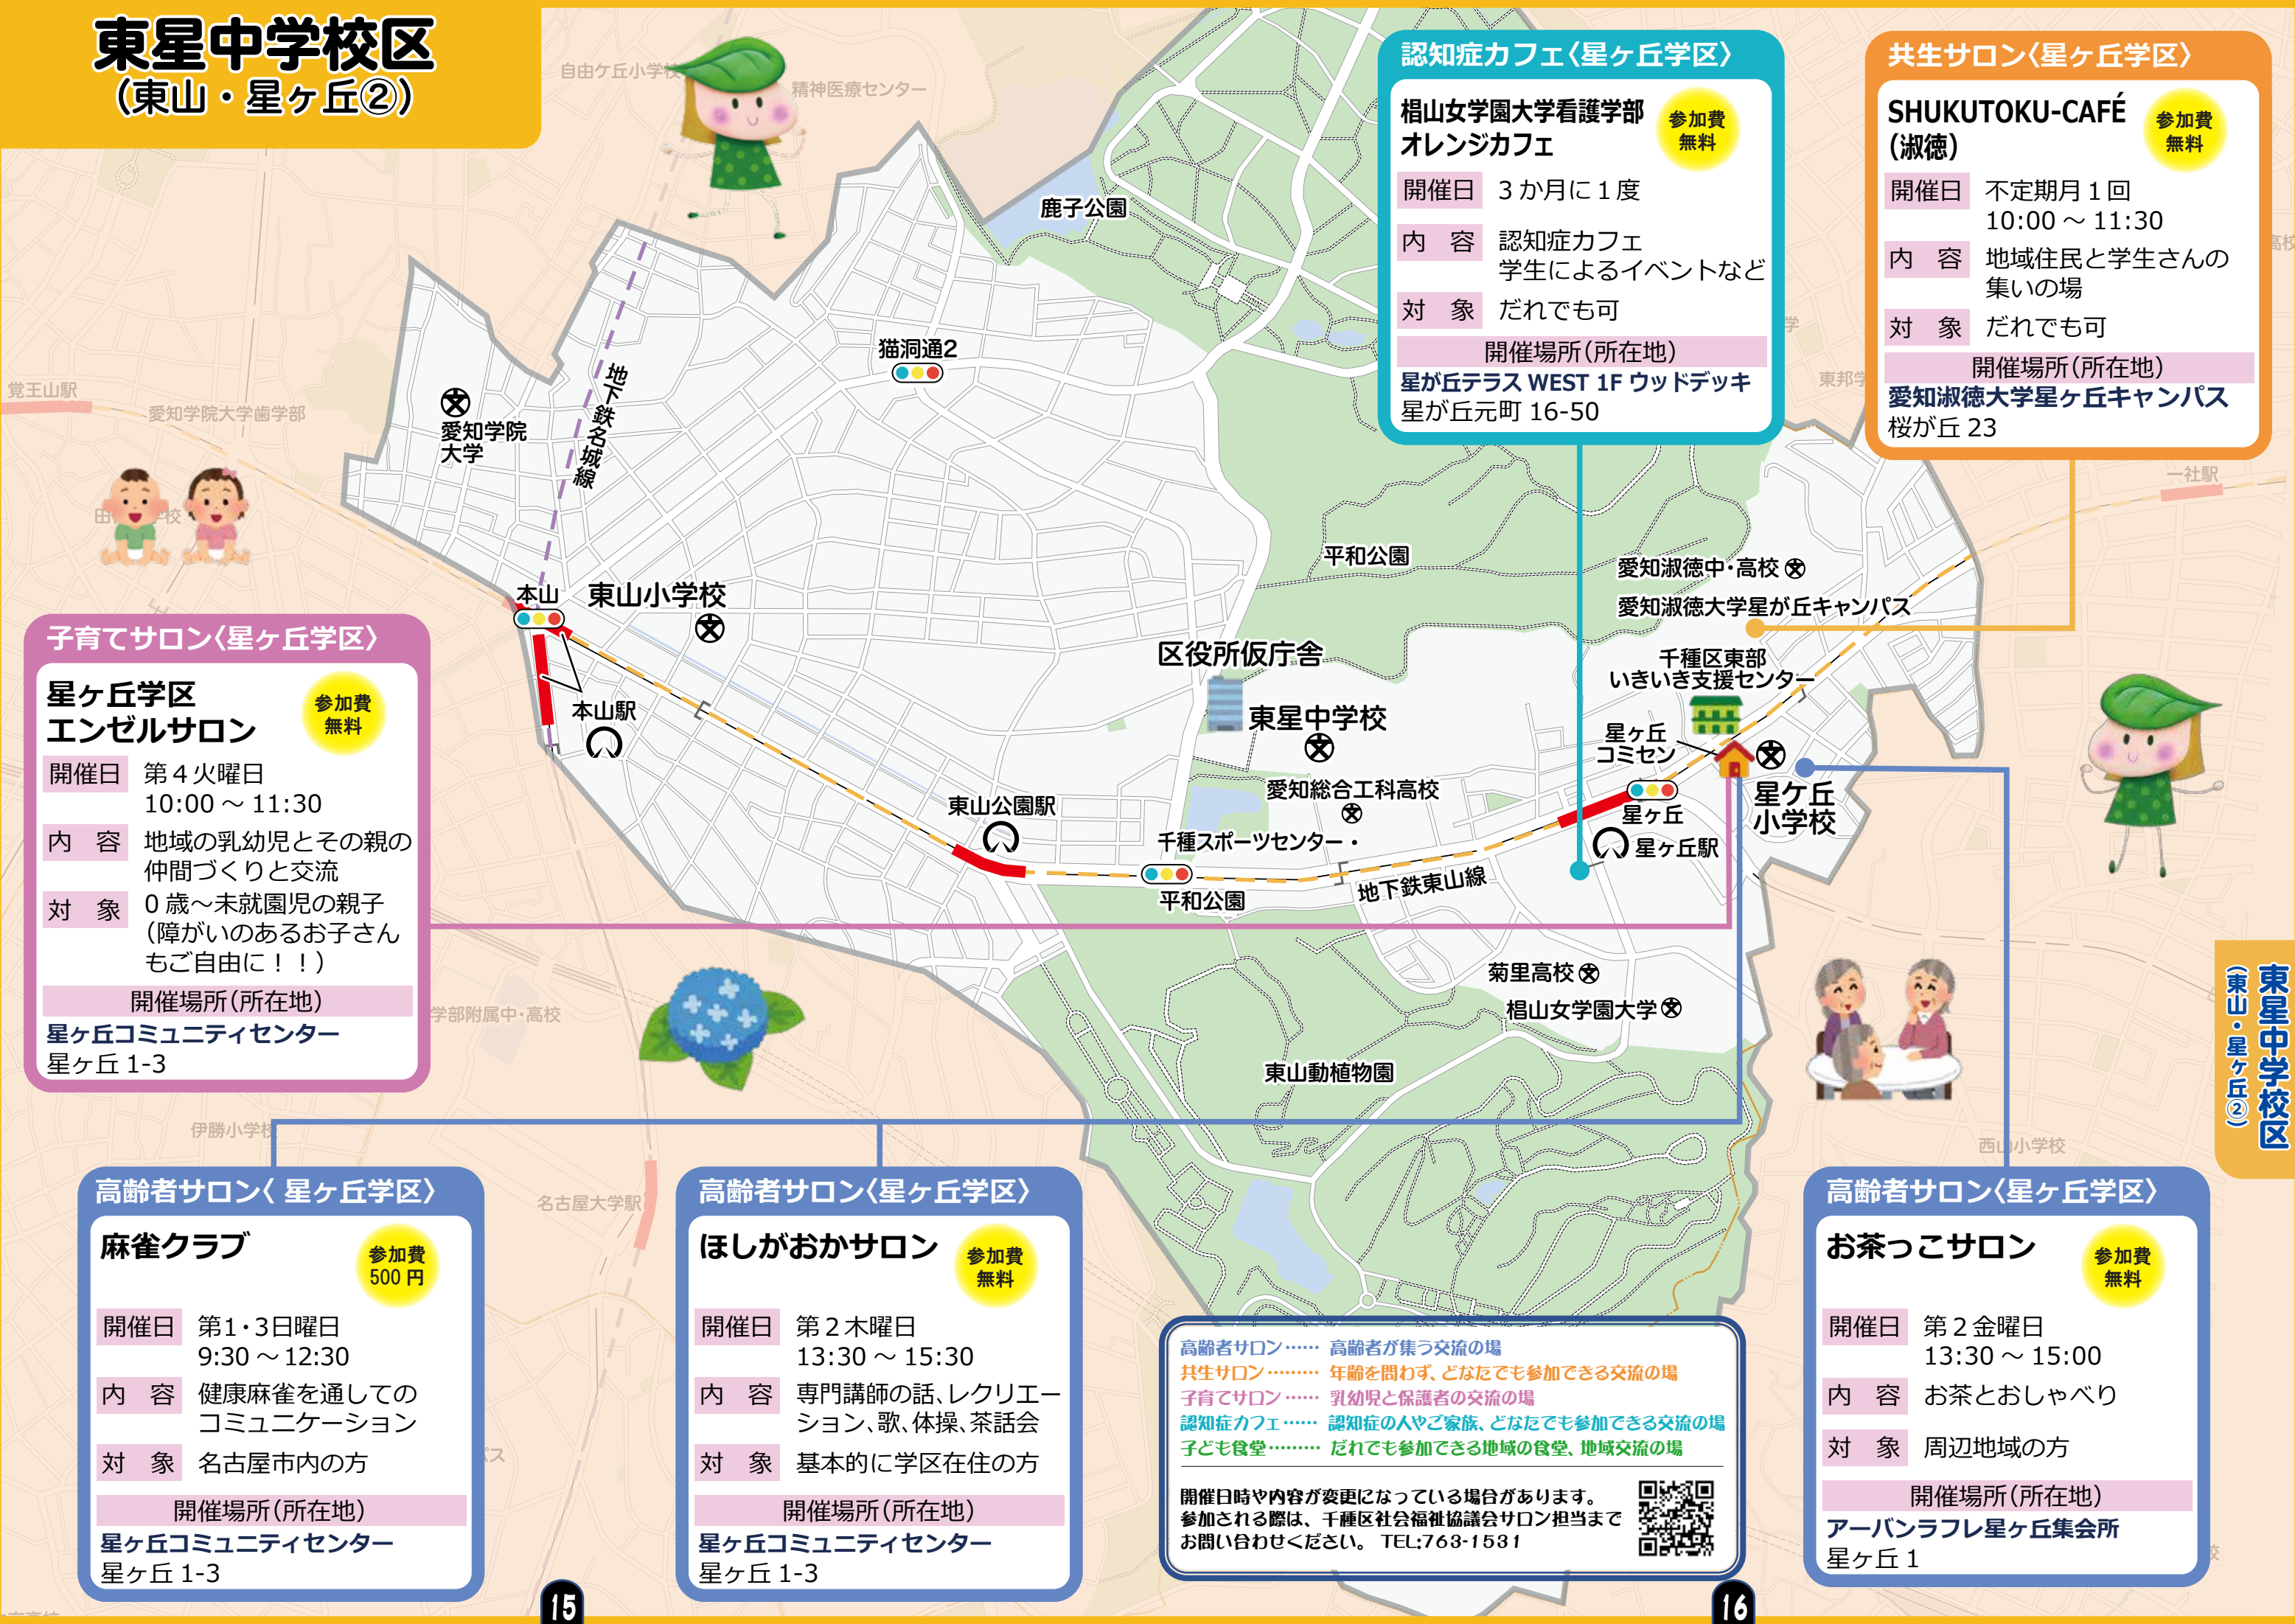 東星中学校区
(東山・星ヶ丘②)
自由ケ丘小学校
精神医療センター
鹿子公園
猫洞通2
地下鉄名城線
覚王山駅
愛知学院大学歯学部
愛知学院
大学
本山
東山小学校
本山駅
平和公園
区役所仮庁舎
東星中学校
愛知総合工科高校
東山公園駅
千種スポーツセンター・
平和公園
地下鉄東山線
愛知淑徳中・高校
愛知淑徳大学星が丘キャンパス
千種区東部
いきいき支援センター
星ヶ丘
コミセン
星ヶ丘
星ヶ丘駅
星ケ丘
小学校
菊里高校
椙山女学園大学
東山動植物園
一社駅
学部附属中・高校
伊勝小学校
名古屋大学駅
西山小学校
認知症カフェ〈星ヶ丘学区〉
椙山女学園大学看護学部
オレンジカフェ
参加費
無料
開催日 3か月に1度
内 容 認知症カフェ
学生によるイベントなど
対 象 だれでも可
開催場所(所在地)
星が丘テラス WEST 1F ウッドデッキ
星が丘元町 16-50
共生サロン〈星ヶ丘学区〉
SHUKUTOKU-CAFÉ
(淑徳)
参加費
無料
開催日 不定期月1回
10:00 ～ 11:30
内 容 地域住民と学生さんの
集いの場
対 象 だれでも可
開催場所(所在地)
愛知淑徳大学星ヶ丘キャンパス
桜が丘 23
子育てサロン〈星ヶ丘学区〉
星ヶ丘学区
エンゼルサロン
参加費
無料
開催日 第4火曜日
10:00 ～ 11:30
内 容 地域の乳幼児とその親の
仲間づくりと交流
対 象 0歳～未就園児の親子
(障がいのあるお子さん
もご自由に！！)
開催場所(所在地)
星ヶ丘コミュニティセンター
星ヶ丘 1-3
高齢者サロン〈 星ヶ丘学区〉
麻雀クラブ
参加費
500 円
開催日 第1・3日曜日
9:30 ～ 12:30
内 容 健康麻雀を通しての
コミュニケーション
対 象 名古屋市内の方
開催場所(所在地)
星ヶ丘コミュニティセンター
星ヶ丘 1-3
高齢者サロン〈星ヶ丘学区〉
ほしがおかサロン
参加費
無料
開催日 第2木曜日
13:30 ～ 15:30
内 容 専門講師の話、レクリエー
ション、歌、体操、茶話会
対 象 基本的に学区在住の方
開催場所(所在地)
星ヶ丘コミュニティセンター
星ヶ丘 1-3
高齢者サロン…… 高齢者が集う交流の場
共生サロン……… 年齢を問わず、どなたでも参加できる交流の場
子育てサロン…… 乳幼児と保護者の交流の場
認知症カフェ…… 認知症の人やご家族、どなたでも参加できる交流の場
子ども食堂……… だれでも参加できる地域の食堂、地域交流の場
開催日時や内容が変更になっている場合があります。
参加される際は、千種区社会福祉協議会サロン担当まで
お問い合わせください。 TEL:763-1531
高齢者サロン〈星ヶ丘学区〉
お茶っこサロン
参加費
無料
開催日 第2金曜日
13:30 ～ 15:00
内 容 お茶とおしゃべり
対 象 周辺地域の方
開催場所(所在地)
アーバンラフレ星ヶ丘集会所
星ヶ丘 1
東星中学校区
(東山・星ヶ丘②)
15
16